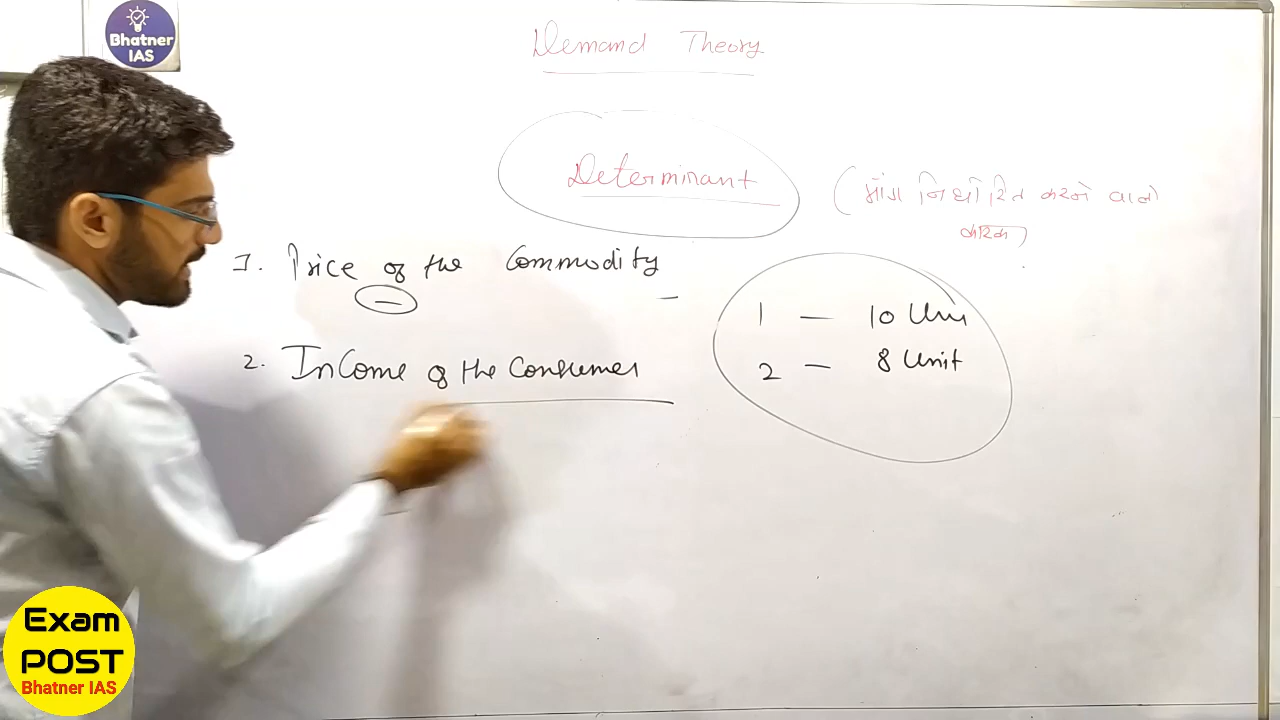 Bhatner
IAS
Demand Theory
Determinant
(माँग निर्धारित करने वाले
कारक)
1. Price of the Commodity
—
1 — 10 Unit
2. Income of the Consumer
2 — 8 Unit
Exam
POST
Bhatner IAS